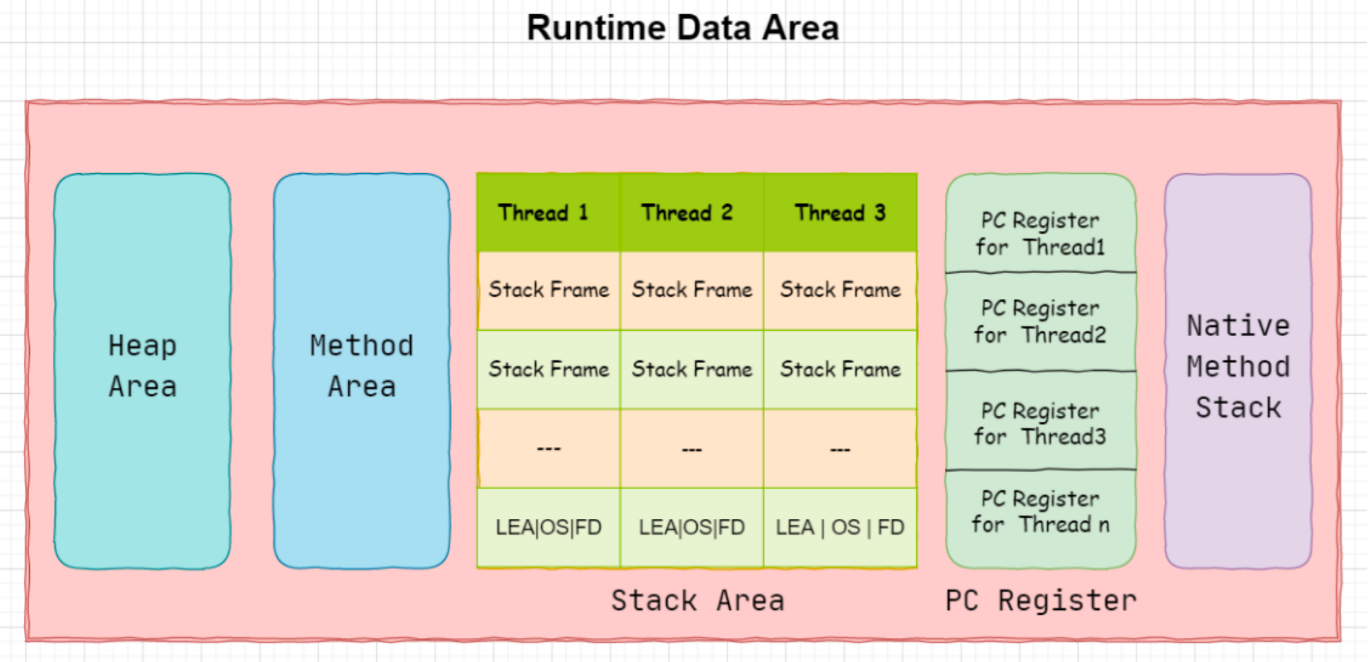 Runtime Data Area
Heap
Area
Method
Area
Thread 1
Thread 2
Thread 3
Stack Frame
Stack Frame
Stack Frame
Stack Frame
Stack Frame
Stack Frame
---
---
---
LEA|OS|FD
LEA|OS|FD
LEA | OS | FD
Stack Area
PC Register
for Thread1
PC Register
for Thread2
PC Register
for Thread3
PC Register
for Thread n
PC Register
Native
Method
Stack